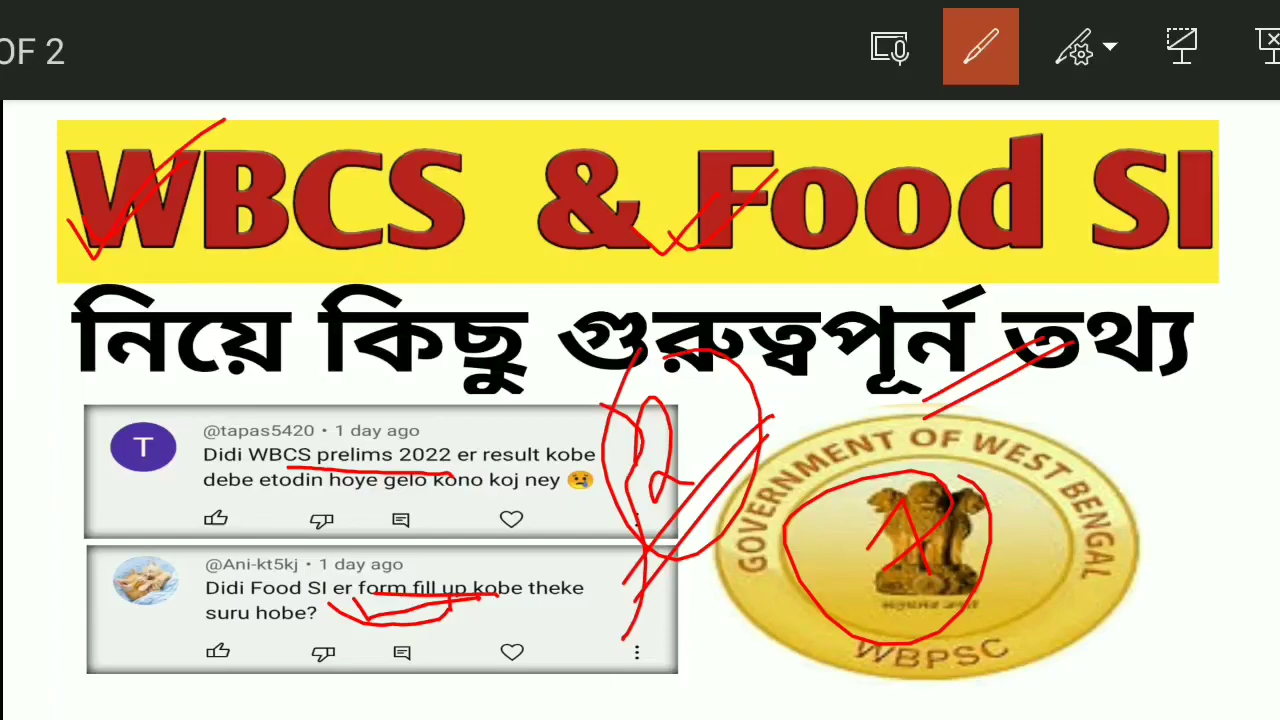 OF 2
WBCS & Food SI
নিয়ে কিছু গুরুত্বপূর্ন তথ্য
@tapas5420 • 1 day ago
Didi WBCS prelims 2022 er result kobe
debe etodin hoye gelo kono koj ney 😢
@Ani-kt5kj • 1 day ago
Didi Food SI er form fill up kobe theke
suru hobe?
GOVERNMENT OF WEST BENGAL
WBPSC